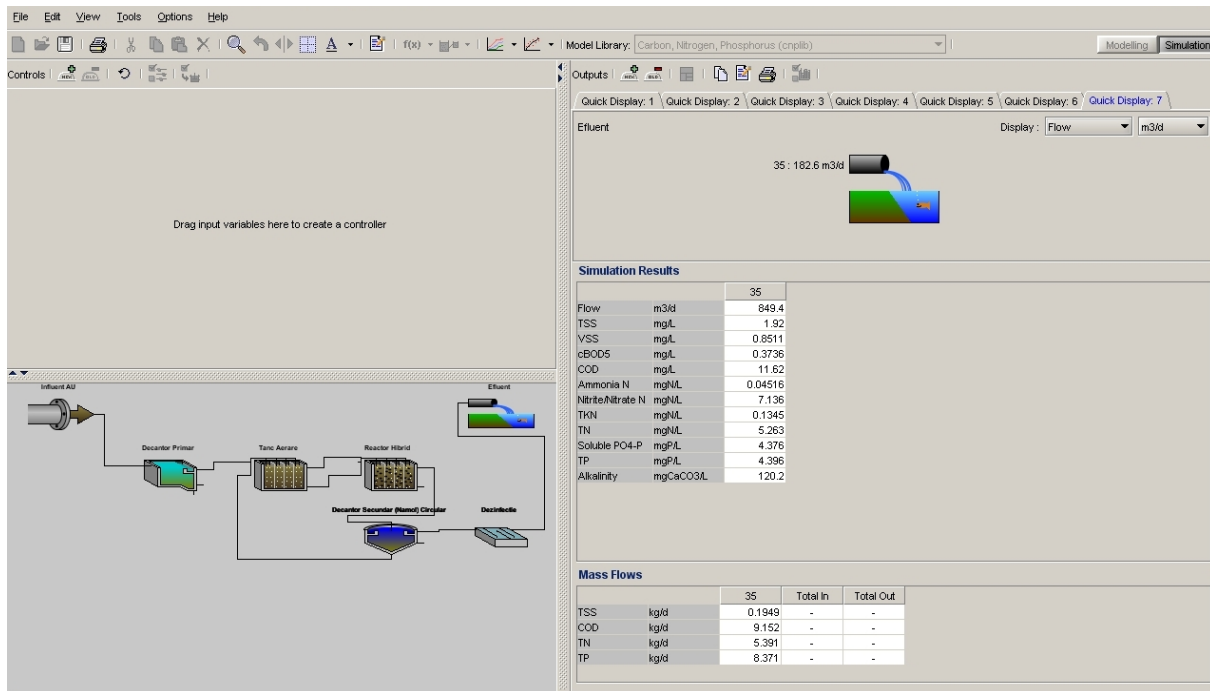 File Edit View Tools Options Help
A f(x) Model Library: Carbon, Nitrogen, Phosphorus (cnplib) Modelling Simulation
Controls
Outputs
Quick Display: 1 Quick Display: 2 Quick Display: 3 Quick Display: 4 Quick Display: 5 Quick Display: 6 Quick Display: 7
Efluent Display: Flow m3/d
35 : 182.6 m3/d
Drag input variables here to create a controller
Simulation Results
35
Flow m3/d 849.4
TSS mg/L 1.92
VSS mg/L 0.8511
cBOD5 mg/L 0.3736
COD mg/L 11.62
Ammonia N mgN/L 0.04516
Nitrite/Nitrate N mgN/L 7.136
TKN mgN/L 0.1345
TN mgN/L 5.263
Soluble PO4-P mgP/L 4.376
TP mgP/L 4.396
Alkalinity mgCaCO3/L 120.2
Mass Flows
35 Total In Total Out
TSS kg/d 0.1949 - -
COD kg/d 9.152 - -
TN kg/d 5.391 - -
TP kg/d 8.371 - -
Influent AU
Efluent
Decantor Primar
Tanc Aerare
Reactor Hibrid
Decantor Secundar (Namol) Circular
Dezinfectie